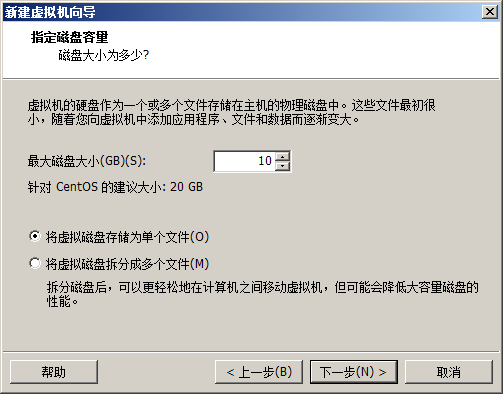 新建虚拟机向导
指定磁盘容量
磁盘大小为多少?
虚拟机的硬盘作为一个或多个文件存储在主机的物理磁盘中。这些文件最初很
小，随着您向虚拟机中添加应用程序、文件和数据而逐渐变大。
最大磁盘大小(GB)(S): 10
针对 CentOS 的建议大小: 20 GB
将虚拟磁盘存储为单个文件(O)
将虚拟磁盘拆分成多个文件(M)
拆分磁盘后，可以更轻松地在计算机之间移动虚拟机，但可能会降低大容量磁盘的
性能。
帮助 < 上一步(B) 下一步(N) > 取消